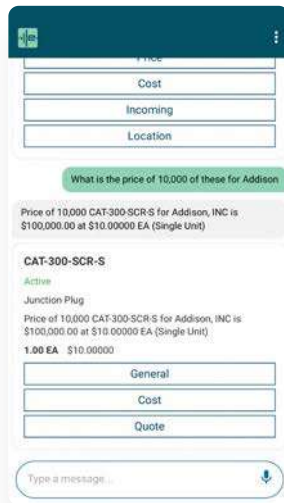 Price
Cost
Incoming
Location
What is the price of 10,000 of these for Addison
Price of 10,000 CAT-300-SCR-S for Addison, INC is
$100,000.00 at $10.00000 EA (Single Unit)
CAT-300-SCR-S
Active
Junction Plug
Price of 10,000 CAT-300-SCR-S for Addison, INC is
$100,000.00 at $10.00000 EA (Single Unit)
1.00 EA $10.00000
General
Cost
Quote
Type a message...